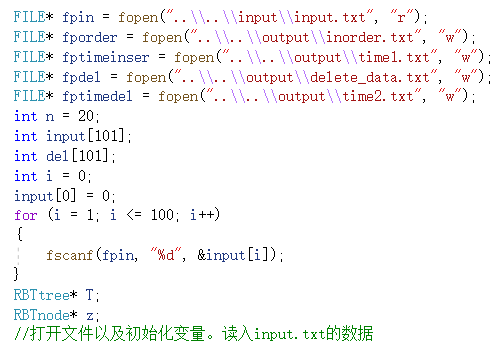 FILE* fpin = fopen("..\\..\\input\\input.txt", "r");
FILE* fporder = fopen("..\\..\\output\\inorder.txt", "w");
FILE* fptimeinser = fopen("..\\..\\output\\time1.txt", "w");
FILE* fpdel = fopen("..\\..\\output\\delete_data.txt", "w");
FILE* fptimedel = fopen("..\\..\\output\\time2.txt", "w");
int n = 20;
int input[101];
int del[101];
int i = 0;
input[0] = 0;
for (i = 1; i <= 100; i++)
{
    fscanf(fpin, "%d", &input[i]);
}
RBTtree* T;
RBTnode* z;
//打开文件以及初始化变量。读入input.txt的数据